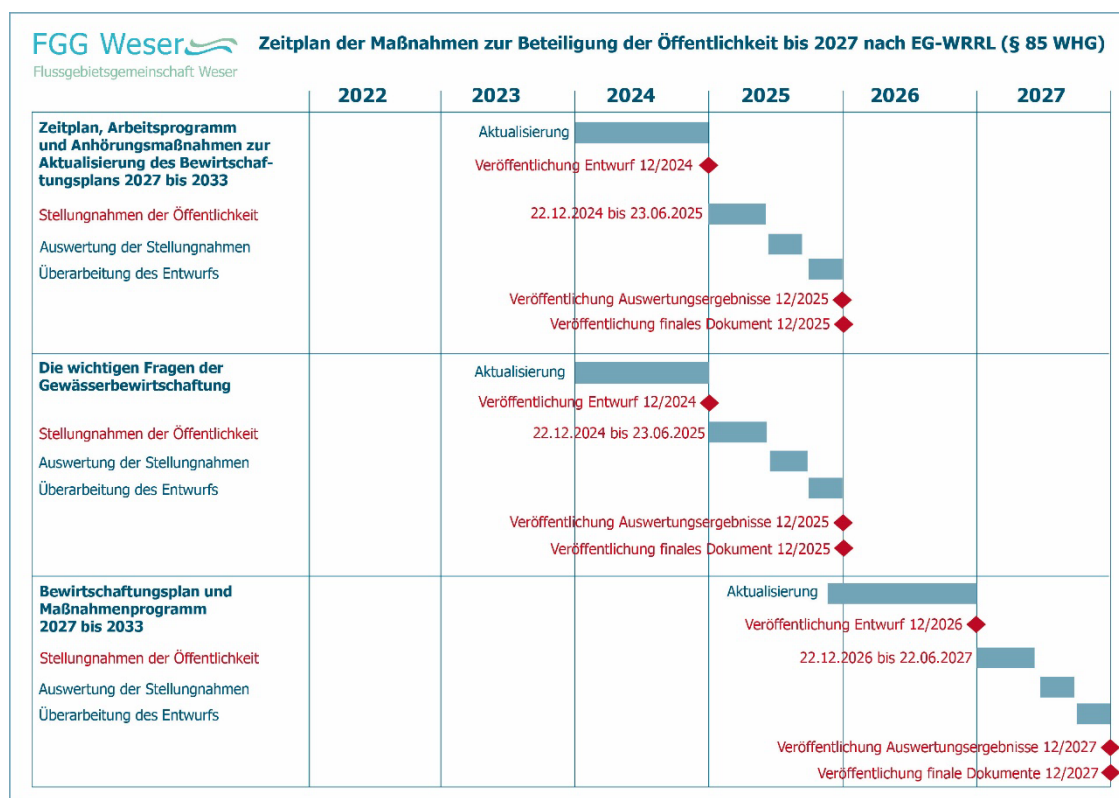 FGG Weser
Flussgebietsgemeinschaft Weser
Zeitplan der Maßnahmen zur Beteiligung der Öffentlichkeit bis 2027 nach EG-WRRL (§ 85 WHG)
2022 2023 2024 2025 2026 2027
Zeitplan, Arbeitsprogramm
und Anhörungsmaßnahmen zur
Aktualisierung des Bewirtschaf-
tungsplans 2027 bis 2033
Aktualisierung
Veröffentlichung Entwurf 12/2024
Stellungnahmen der Öffentlichkeit 22.12.2024 bis 23.06.2025
Auswertung der Stellungnahmen
Überarbeitung des Entwurfs
Veröffentlichung Auswertungsergebnisse 12/2025
Veröffentlichung finales Dokument 12/2025
Die wichtigen Fragen der
Gewässerbewirtschaftung
Aktualisierung
Veröffentlichung Entwurf 12/2024
Stellungnahmen der Öffentlichkeit 22.12.2024 bis 23.06.2025
Auswertung der Stellungnahmen
Überarbeitung des Entwurfs
Veröffentlichung Auswertungsergebnisse 12/2025
Veröffentlichung finales Dokument 12/2025
Bewirtschaftungsplan und
Maßnahmenprogramm
2027 bis 2033
Aktualisierung
Veröffentlichung Entwurf 12/2026
Stellungnahmen der Öffentlichkeit 22.12.2026 bis 22.06.2027
Auswertung der Stellungnahmen
Überarbeitung des Entwurfs
Veröffentlichung Auswertungsergebnisse 12/2027
Veröffentlichung finale Dokumente 12/2027